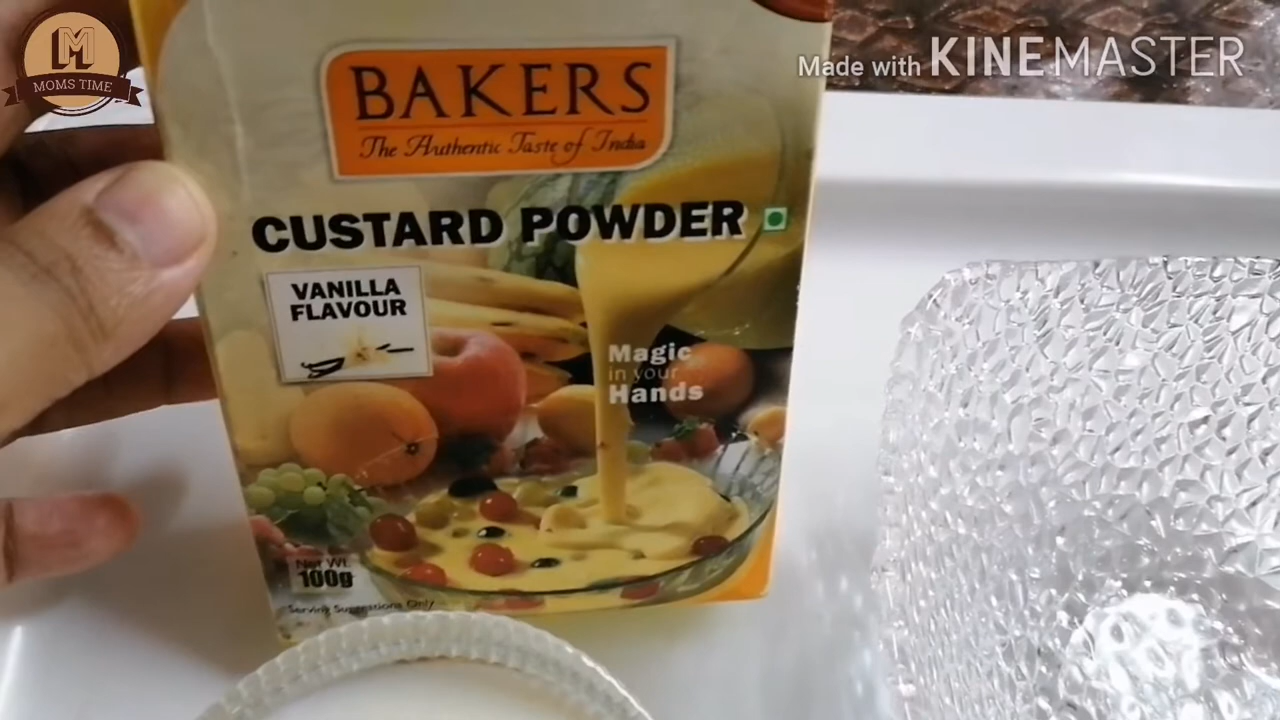 M
MOMS TIME
Made with KINEMASTER
BAKERS
The Authentic Taste of India
CUSTARD POWDER
VANILLA
FLAVOUR
Magic
in your
Hands
Net Wt.
100g
Serving Suggestions Only